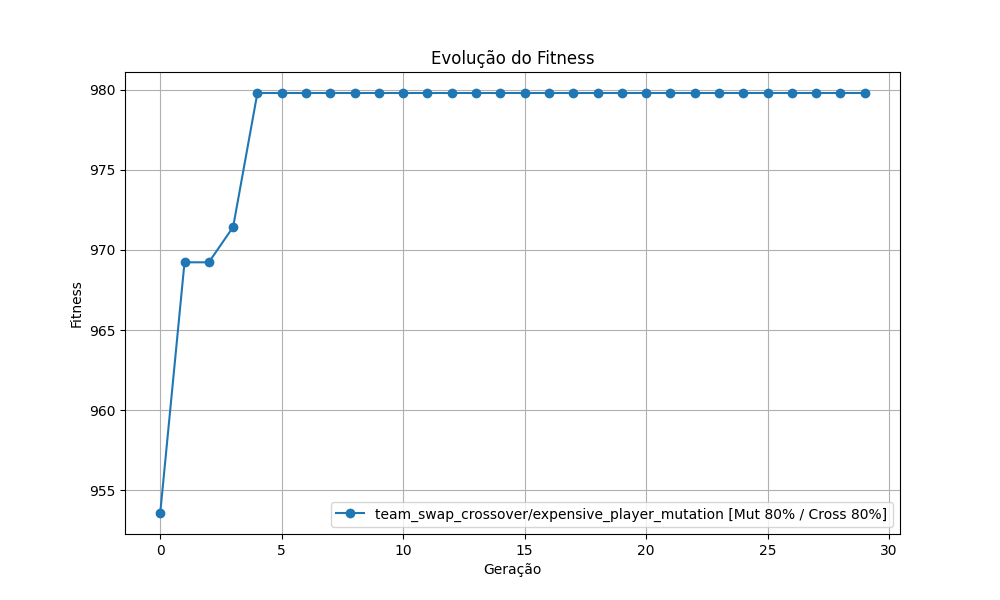 Evolução do Fitness
Fitness
980
975
970
965
960
955
0 5 10 15 20 25 30
Geração
team_swap_crossover/expensive_player_mutation [Mut 80% / Cross 80%]